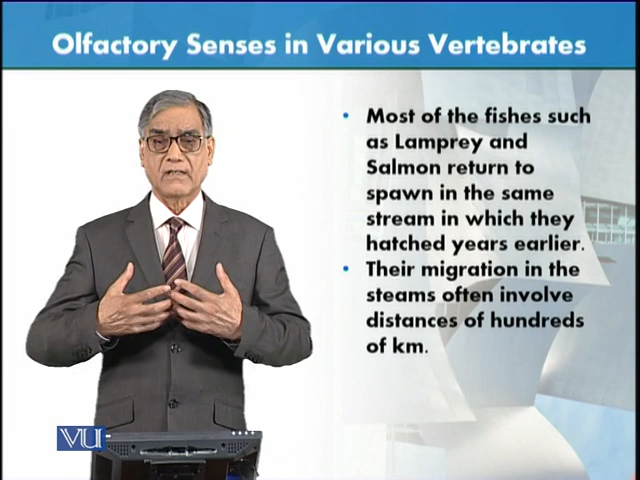 Olfactory Senses in Various Vertebrates
• Most of the fishes such
as Lamprey and
Salmon return to
spawn in the same
stream in which they
hatched years earlier.
• Their migration in the
steams often involve
distances of hundreds
of km.
VU